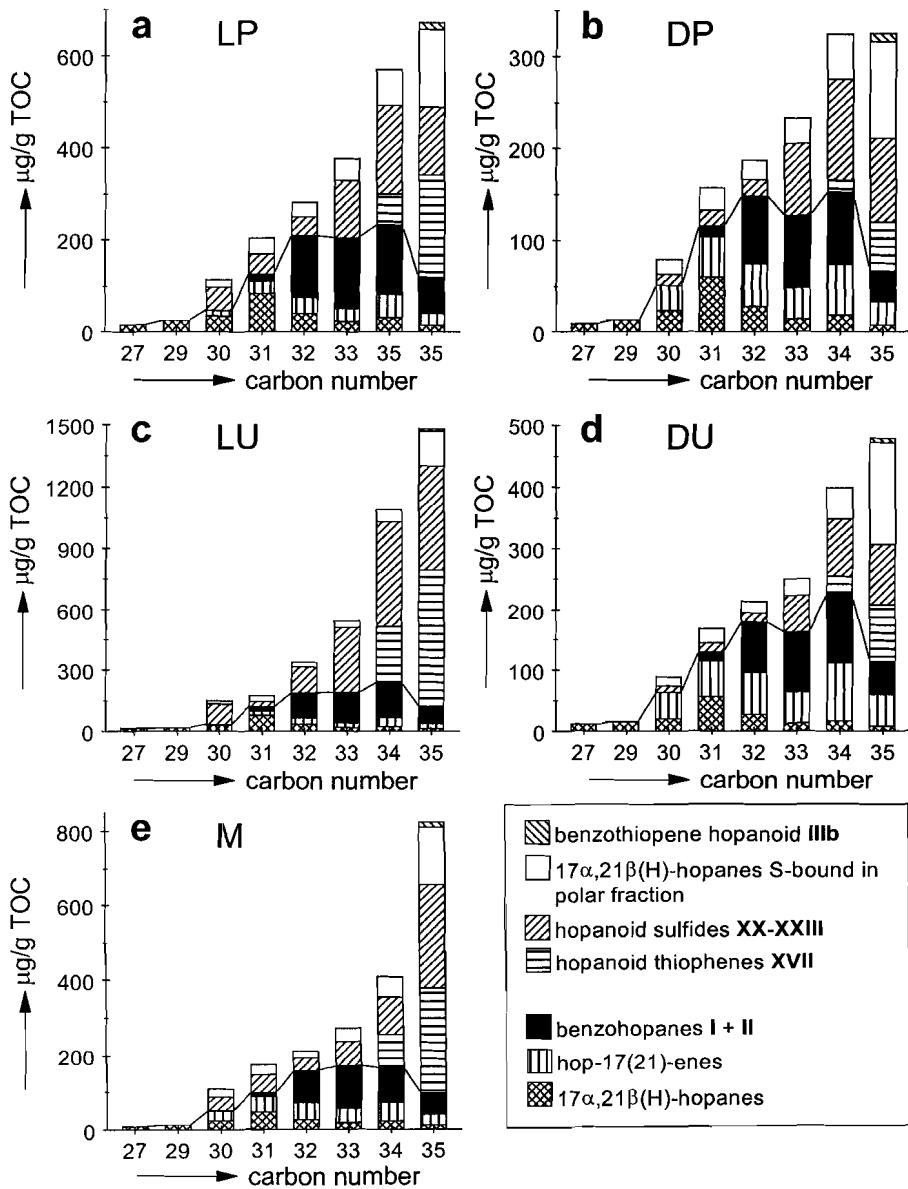 a LP
μg/g TOC
600
400
200
0
27 29 30 31 32 33 35 35
carbon number
b DP
μg/g TOC
300
200
100
0
27 29 30 31 32 33 34 35
carbon number
c LU
μg/g TOC
1500
1200
900
600
300
0
27 29 30 31 32 33 34 35
carbon number
d DU
μg/g TOC
500
400
300
200
100
0
27 29 30 31 32 33 34 35
carbon number
e M
μg/g TOC
800
600
400
200
0
27 29 30 31 32 33 34 35
carbon number
benzothiopene hopanoid IIIb
17α,21β(H)-hopanes S-bound in
polar fraction
hopanoid sulfides XX-XXIII
hopanoid thiophenes XVII
benzohopanes I + II
hop-17(21)-enes
17α,21β(H)-hopanes